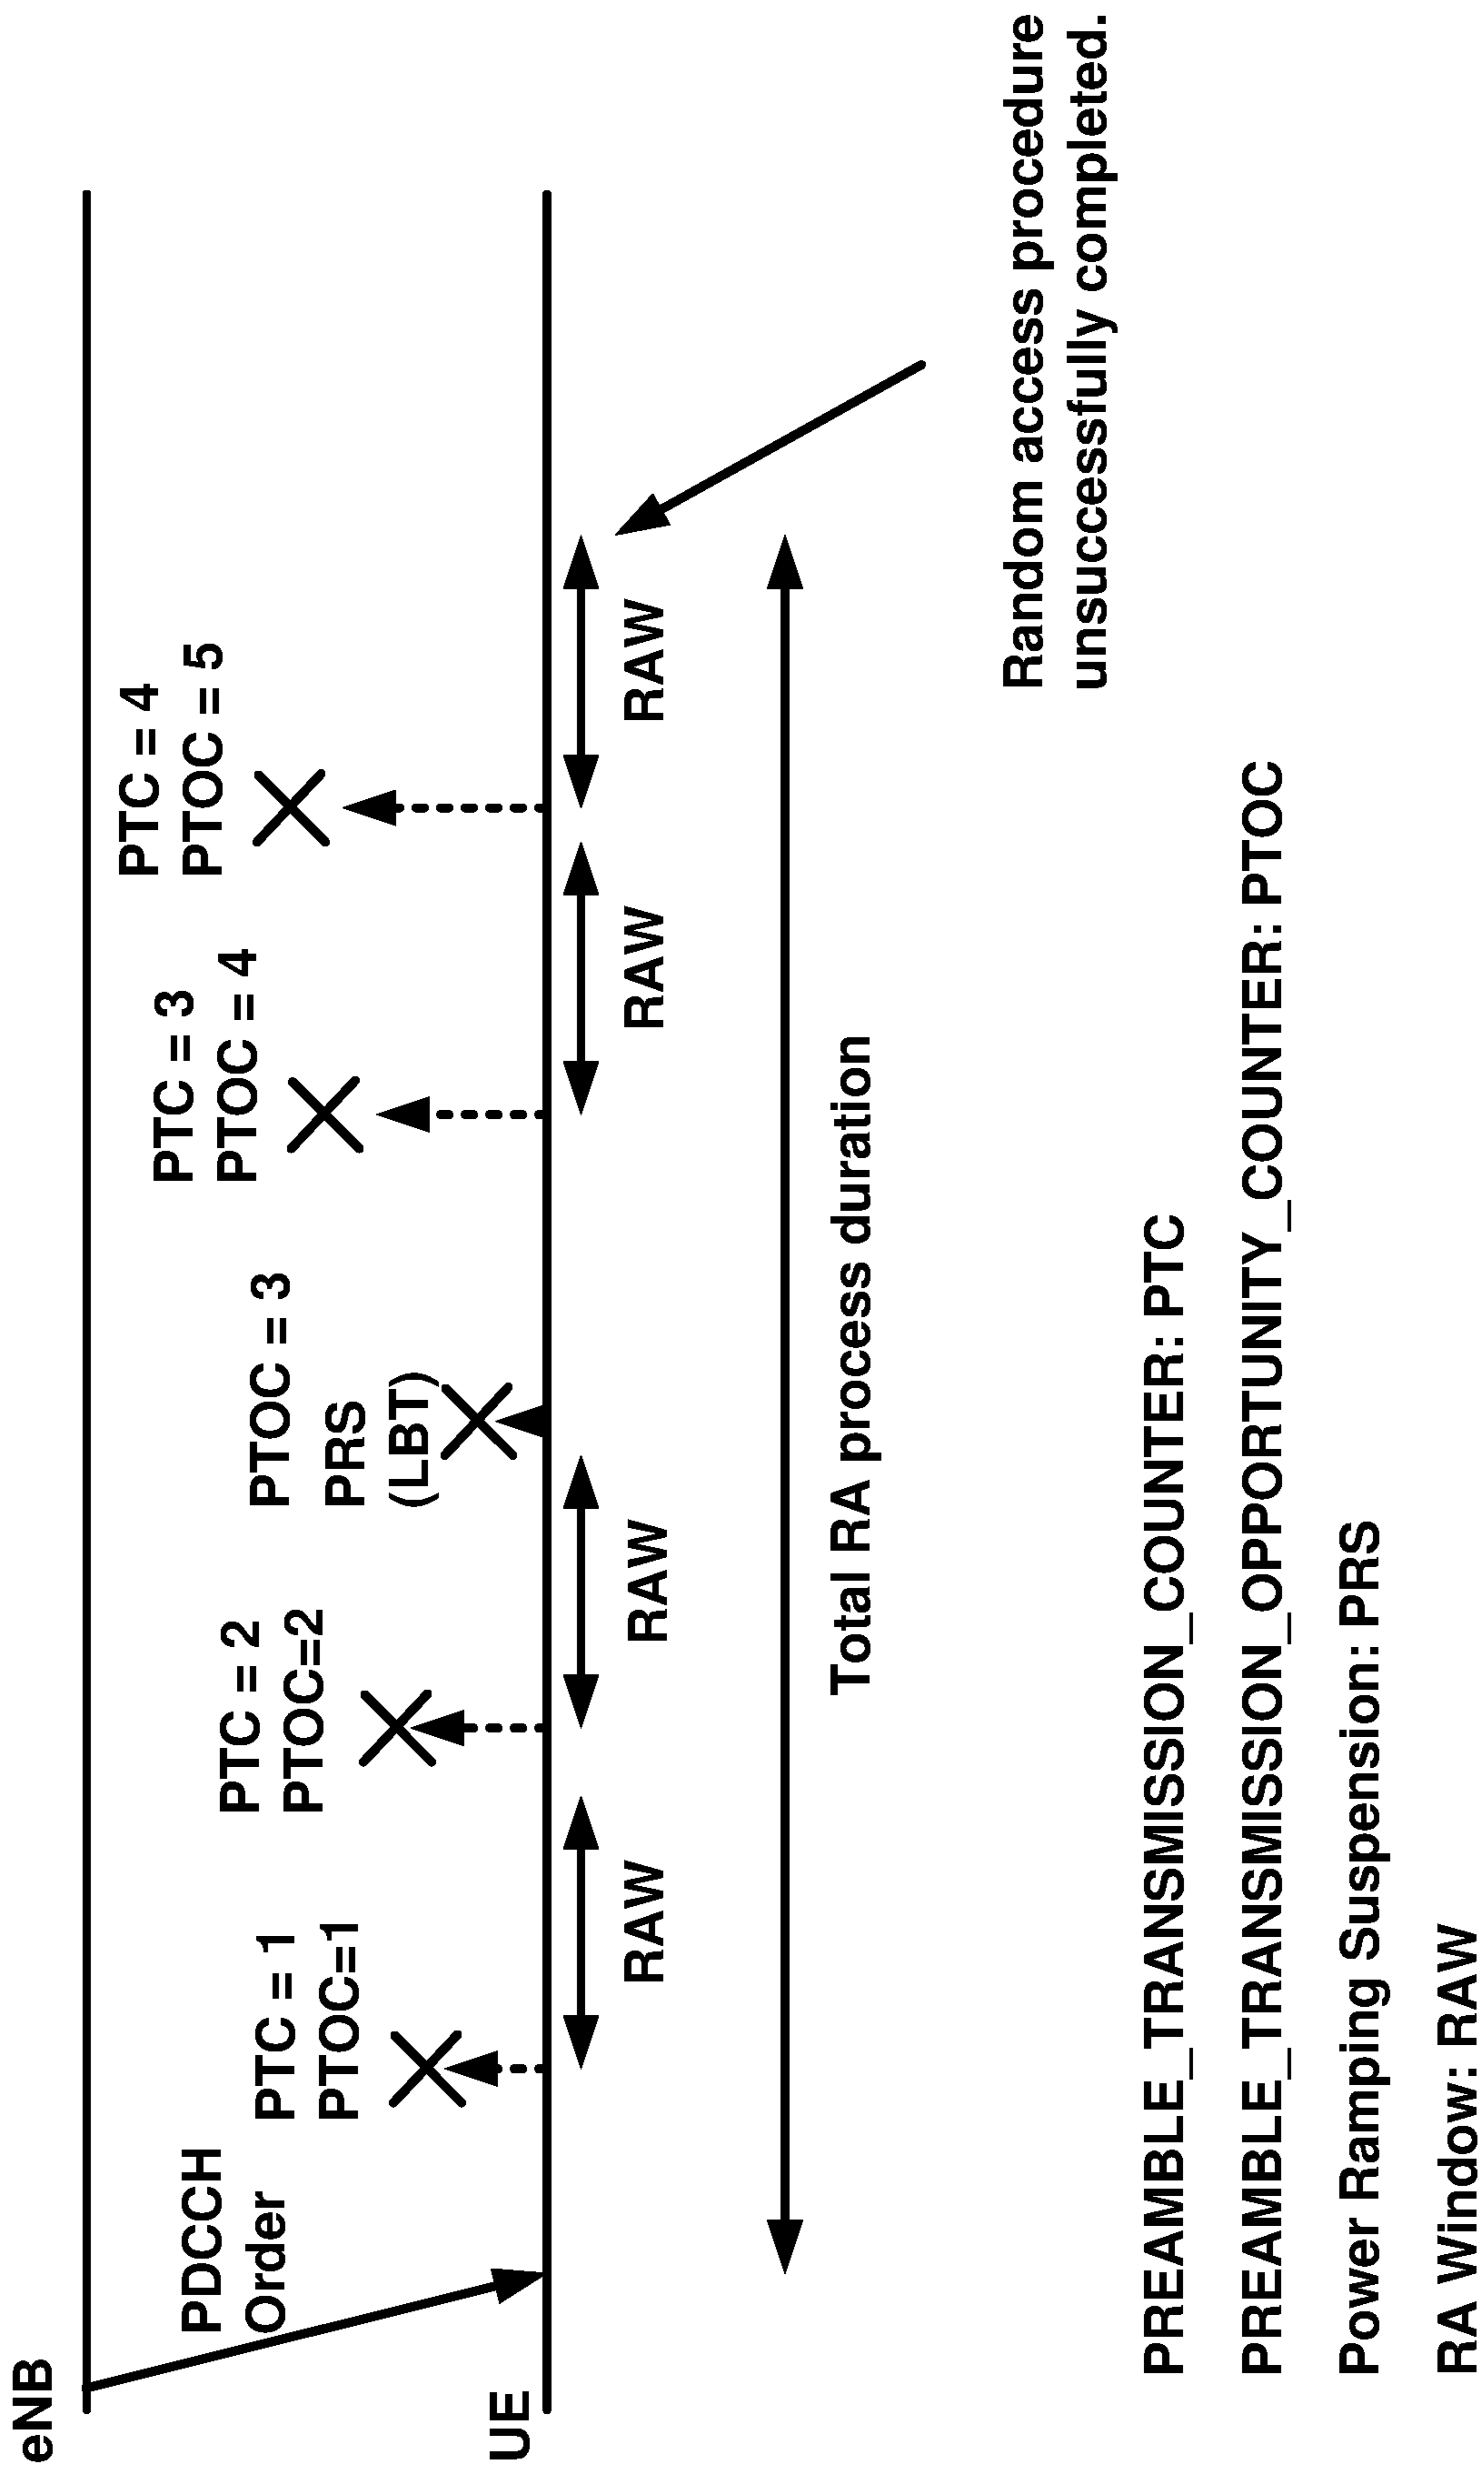 eNB
PDCCH
Order
PTC = 1
PTOC=1
PTC = 2
PTOC=2
PTOC = 3
PRS
(LBT)
PTC = 3
PTOC = 4
PTC = 4
PTOC = 5
UE
RAW
RAW
RAW
RAW
Total RA process duration
Random access procedure
unsuccessfully completed.
PREAMBLE_TRANSMISSION_COUNTER: PTC
PREAMBLE_TRANSMISSION_OPPORTUNITY_COUNTER: PTOC
Power Ramping Suspension: PRS
RA Window: RAW